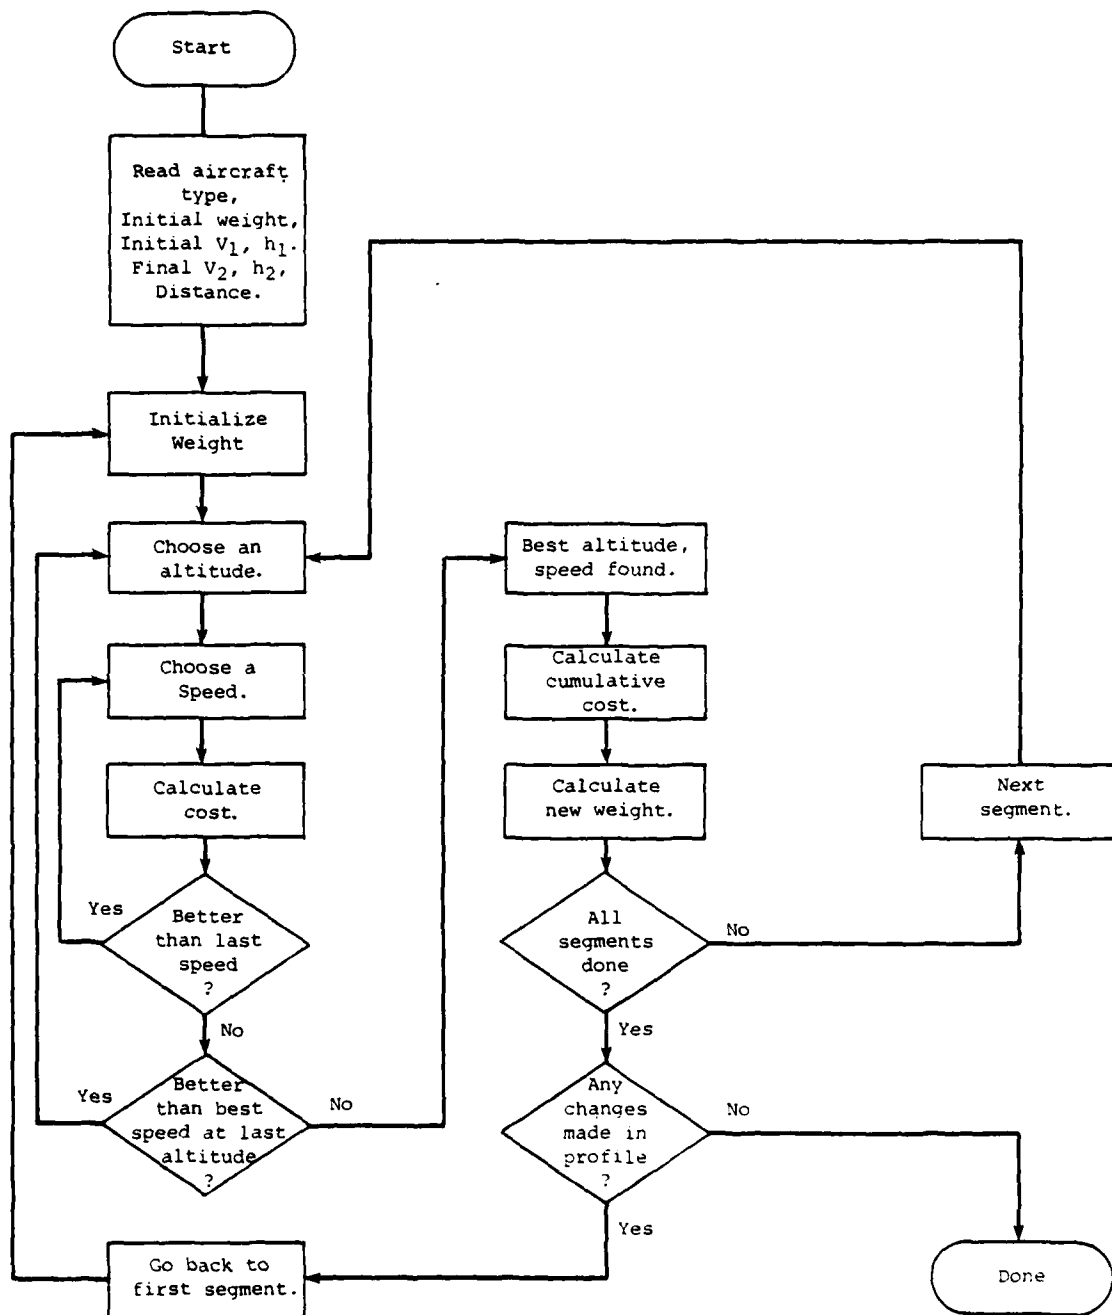 Start
Read aircraft
type,
Initial weight,
Initial V1, h1.
Final V2, h2,
Distance.
Initialize
Weight
Choose an
altitude.
Choose a
Speed.
Calculate
cost.
Yes
Better
than last
speed
?
No
Yes
Better
than best
speed at last
altitude
?
No
Best altitude,
speed found.
Calculate
cumulative
cost.
Calculate
new weight.
All
segments
done
?
No
Next
segment.
Yes
Any
changes
made in
profile
?
No
Yes
Go back to
first segment.
Done